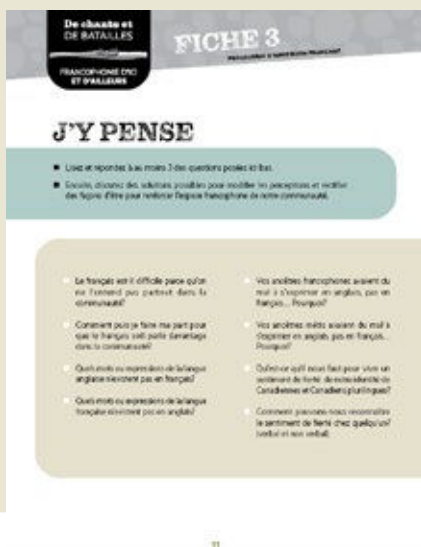 De chants et
DE BATAILLES
FRANCOPHONIE D'ICI
ET D'AILLEURS
FICHE 3
J'Y PENSE
Lisez et répondez à au moins 3 des questions posées ici-bas.
Ensuite, discutez des solutions possibles pour modifier les perceptions et rectifier
des façons d'être pour renforcer l'espace francophone de notre communauté.
Le français est-il difficile parce qu'on
ne l'entend pas partout dans la
communauté?
Comment puis-je faire ma part pour
que le français soit parlé davantage
dans la communauté?
Quels mots ou expressions de la langue
anglaise n'existent pas en français?
Quels mots ou expressions de la langue
française n'existent pas en anglais?
Vos ancêtres francophones avaient du
mal à s'exprimer en anglais, pas en
français... Pourquoi?
Vos ancêtres métis avaient du mal à
s'exprimer en anglais, pas en français...
Pourquoi?
Qu'est-ce qu'il nous faut pour vivre un
sentiment de fierté, de notre identité de
Canadiennes et Canadiens plurilingues?
Comment pouvons-nous reconnaître
le sentiment de fierté chez quelqu'un?
(verbal et non verbal)
11